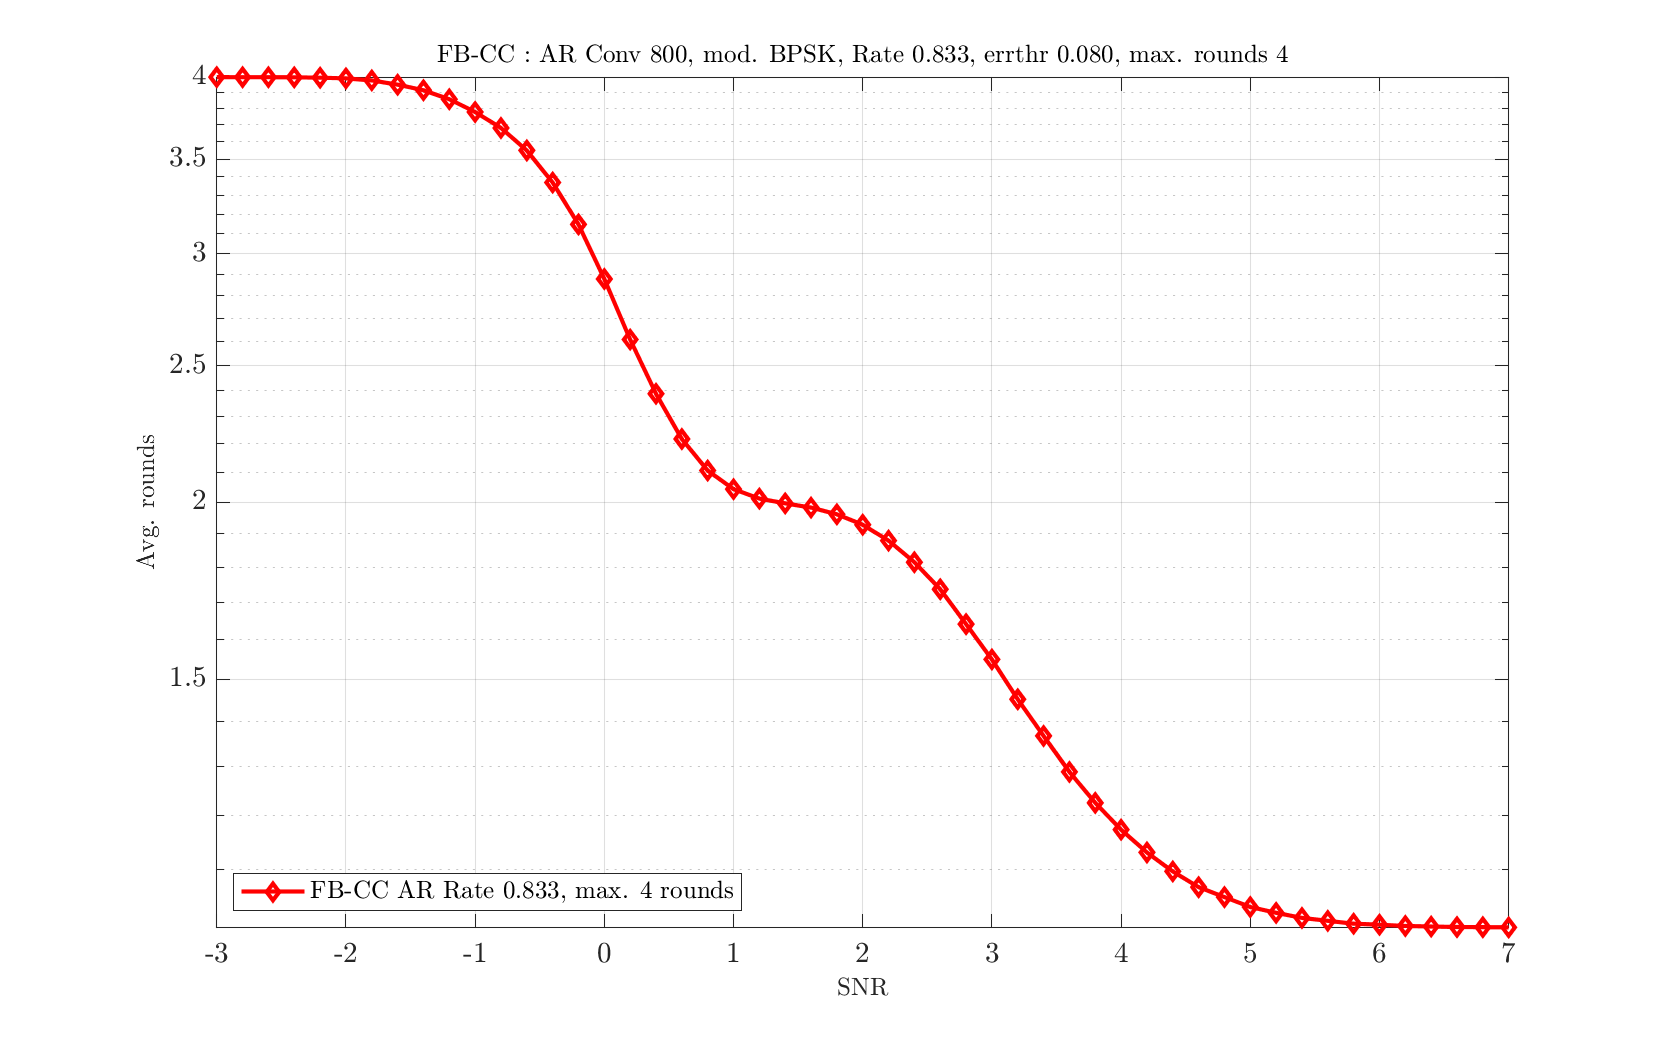 FB-CC : AR Conv 800, mod. BPSK, Rate 0.833, errthr 0.080, max. rounds 4
4
3.5
3
2.5
2
1.5
Avg. rounds
FB-CC AR Rate 0.833, max. 4 rounds
-3 -2 -1 0 1 2 3 4 5 6 7
SNR